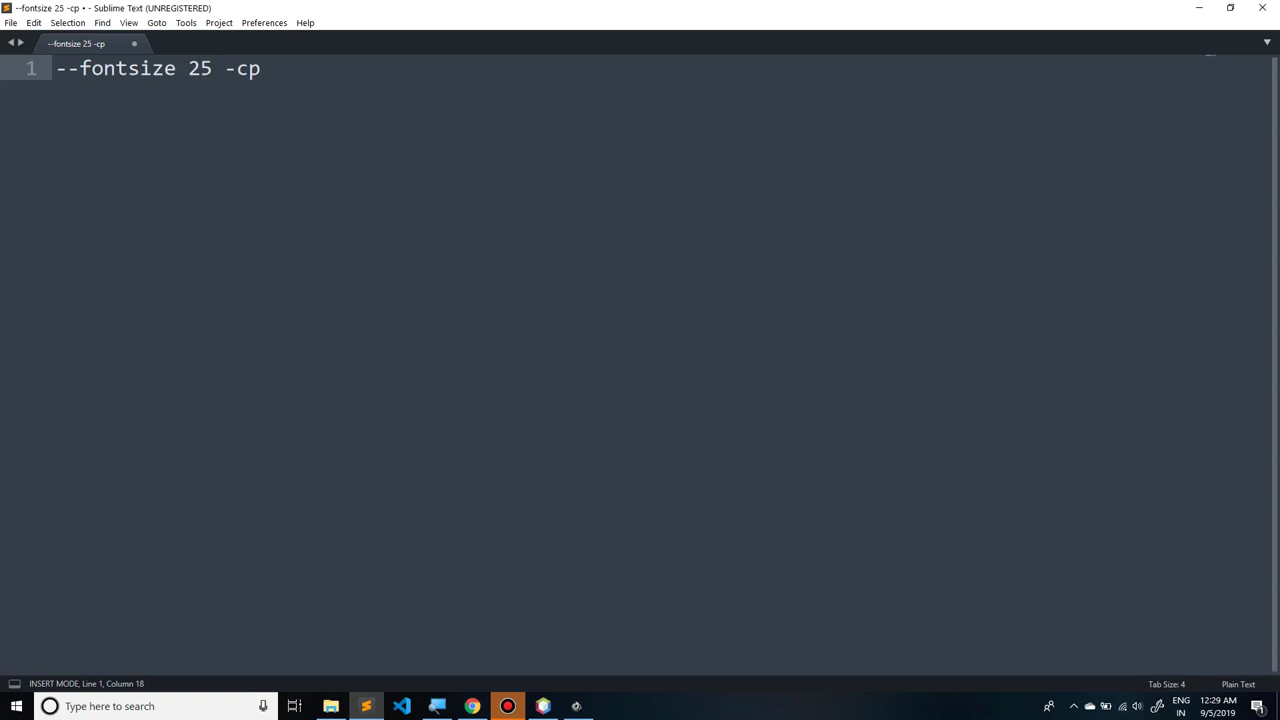 --fontsize 25 -cp • - Sublime Text (UNREGISTERED)
File Edit Selection Find View Goto Tools Project Preferences Help
--fontsize 25 -cp
1 --fontsize 25 -cp
INSERT MODE, Line 1, Column 18 Tab Size: 4 Plain Text
Type here to search
ENG
IN
12:29 AM
9/5/2019
1